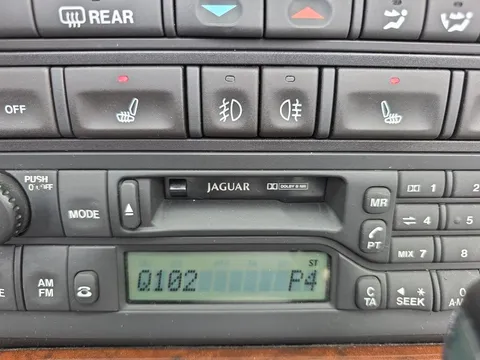 REAR
OFF
PUSH
ON/OFF
JAGUAR DOLBY B NR
MODE
MR
1
2
4
5
PT
MIX 7
8
ST
Q102 P4
AM
FM
C
TA
SEEK *
0